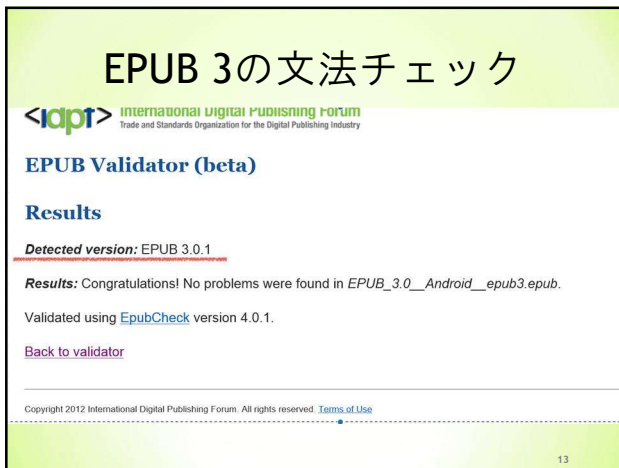 EPUB 3の文法チェック
<idpf> International Digital Publishing Forum
Trade and Standards Organization for the Digital Publishing Industry
EPUB Validator (beta)
Results
Detected version: EPUB 3.0.1
Results: Congratulations! No problems were found in EPUB_3.0__Android__epub3.epub.
Validated using EpubCheck version 4.0.1.
Back to validator
Copyright 2012 International Digital Publishing Forum. All rights reserved. Terms of Use
13